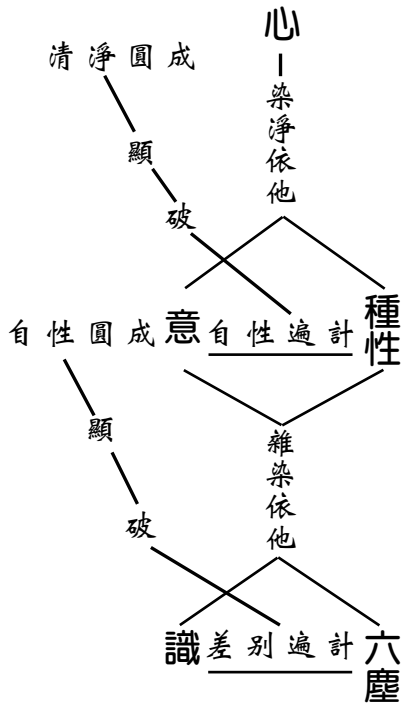 心
清淨圓成
染淨依他
顯
破
自性圓成
意
自性遍計
種性
顯
雜染依他
破
識
差別遍計
六塵